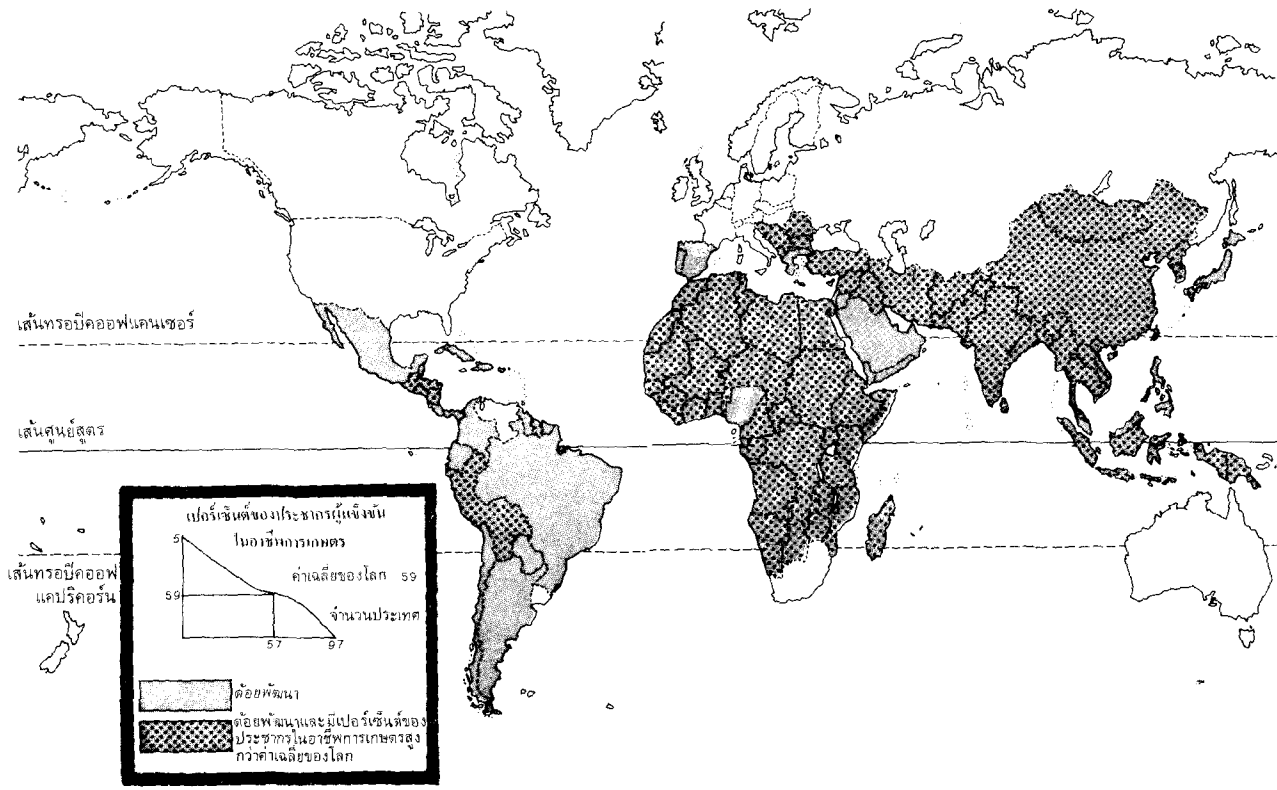 เส้นทรอปีคออฟแคนเซอร์
เส้นศูนย์สูตร
เส้นทรอปีคออฟ
แคปริคอร์น
เปอร์เซ็นต์ของประชากรผู้แข็งขัน
ในอาชีพการเกษตร
5
ค่าเฉลี่ยของโลก 59
59
จำนวนประเทศ
57 97
ด้อยพัฒนา
ด้อยพัฒนาและมีเปอร์เซ็นต์ของ
ประชากรในอาชีพการเกษตรสูง
กว่าค่าเฉลี่ยของโลก